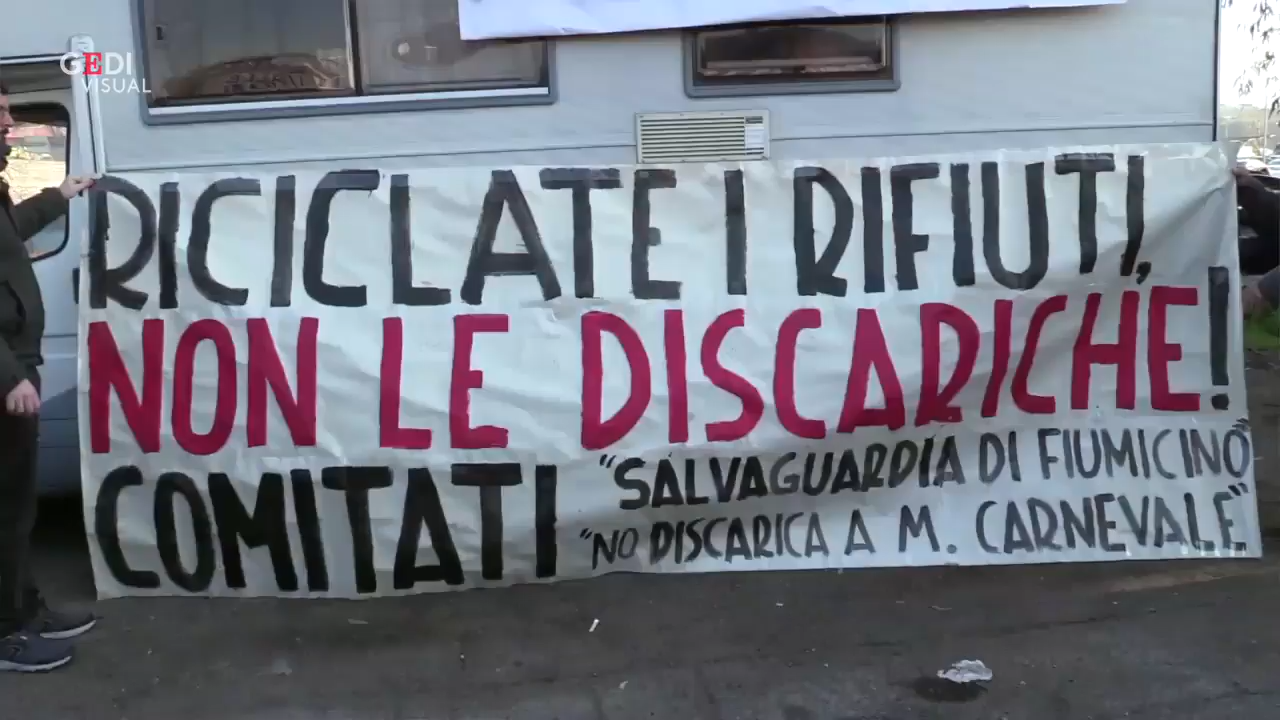 GEDI
VISUAL
RICICLATE I RIFIUTI,
NON LE DISCARICHE!
COMITATI "SALVAGUARDIA DI FIUMICINO"
"NO DISCARICA A M. CARNEVALE"